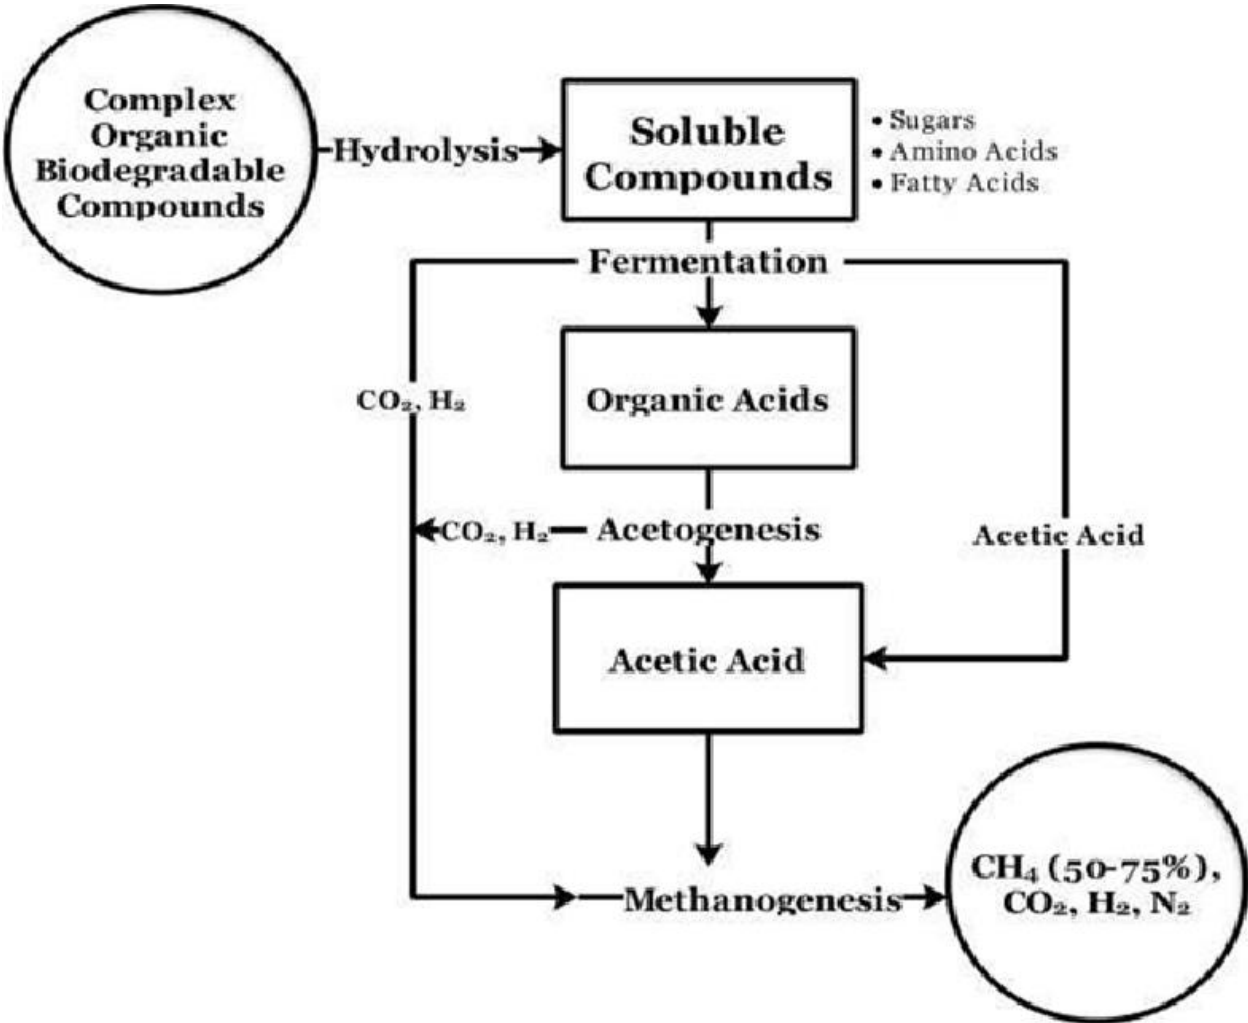 Complex
Organic
Biodegradable
Compounds
Hydrolysis
Soluble
Compounds
• Sugars
• Amino Acids
• Fatty Acids
Fermentation
CO₂, H₂
Organic Acids
CO₂, H₂
Acetogenesis
Acetic Acid
Acetic Acid
Methanogenesis
CH₄ (50-75%),
CO₂, H₂, N₂